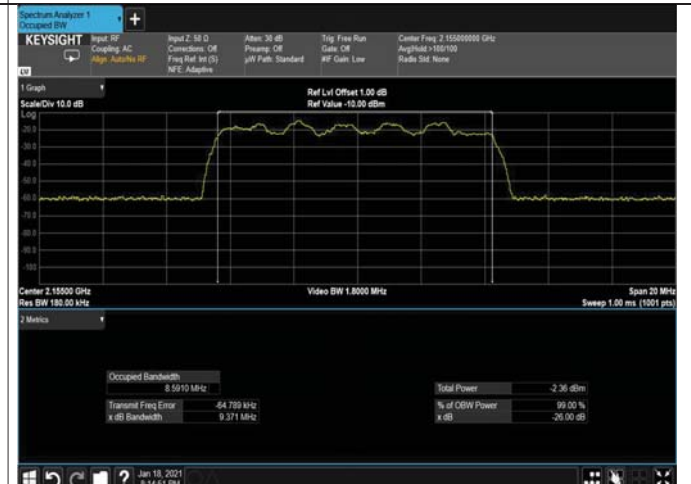 Spectrum Analyzer 1
Occupied BW
+
KEYSIGHT Input: RF Input Z: 50 Ω Atten: 30 dB Trig: Free Run Center Freq: 2.155000000 GHz
Coupling: AC Corrections: Off Preamp: Off Gate: Off Avg|Hold:>100/100
Align: Auto/No RF Freq Ref: Int (S) µW Path: Standard #IF Gain: Low Radio Std: None
LV NFE: Adaptive
1 Graph
Ref Lvl Offset 1.00 dB
Scale/Div 10.0 dB Ref Value -10.00 dBm
Log
-20.0
-30.0
-40.0
-50.0
-60.0
-70.0
-80.0
-90.0
-100
Center 2.15500 GHz Video BW 1.8000 MHz Span 20 MHz
Res BW 180.00 kHz Sweep 1.00 ms (1001 pts)
2 Metrics
Occupied Bandwidth
8.5910 MHz Total Power -2.36 dBm
Transmit Freq Error -64.789 kHz % of OBW Power 99.00 %
x dB Bandwidth 9.371 MHz x dB -26.00 dB
? Jan 18, 2021